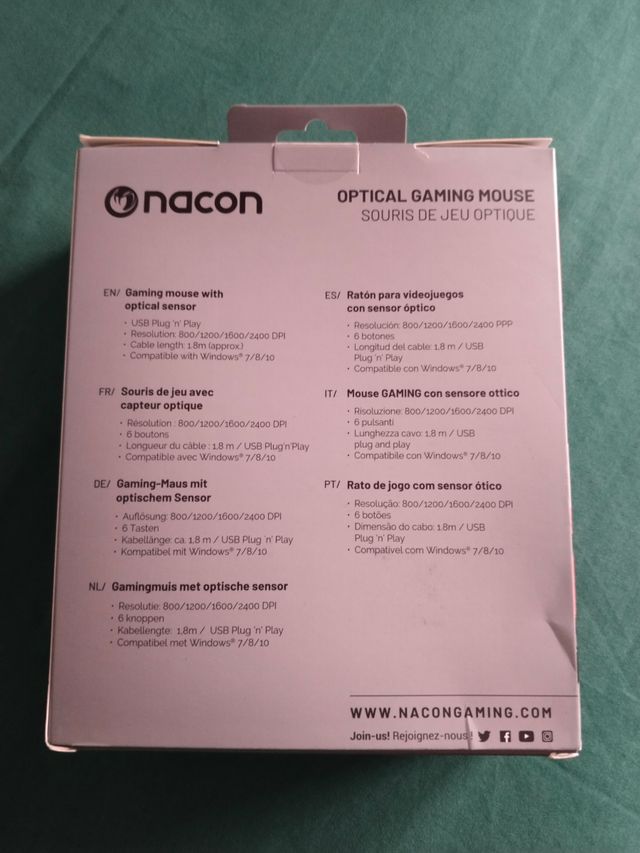 nacon
OPTICAL GAMING MOUSE
SOURIS DE JEU OPTIQUE
EN/ Gaming mouse with
optical sensor
• USB Plug 'n' Play
• Resolution: 800/1200/1600/2400 DPI
• Cable length: 1.8m (approx.)
• Compatible with Windows® 7/8/10
FR/ Souris de jeu avec
capteur optique
• Résolution : 800/1200/1600/2400 DPI
• 6 boutons
• Longueur du câble : 1,8 m / USB Plug'n'Play
• Compatible avec Windows® 7/8/10
DE/ Gaming-Maus mit
optischem Sensor
• Auflösung: 800/1200/1600/2400 DPI
• 6 Tasten
• Kabellänge: ca. 1,8 m / USB Plug 'n' Play
• Kompatibel mit Windows® 7/8/10
NL/ Gamingmuis met optische sensor
• Resolutie: 800/1200/1600/2400 DPI
• 6 knoppen
• Kabellengte: 1,8m / USB Plug 'n' Play
• Compatibel met Windows® 7/8/10
ES/ Ratón para videojuegos
con sensor óptico
• Resolución: 800/1200/1600/2400 PPP
• 6 botones
• Longitud del cable: 1,8 m / USB
Plug 'n' Play
• Compatible con Windows® 7/8/10
IT/ Mouse GAMING con sensore ottico
• Risoluzione: 800/1200/1600/2400 DPI
• 6 pulsanti
• Lunghezza cavo: 1,8 m / USB
plug and play
• Compatibile con Windows® 7/8/10
PT/ Rato de jogo com sensor ótico
• Resolução: 800/1200/1600/2400 DPI
• 6 botões
• Dimensão do cabo: 1.8m / USB
Plug 'n' Play
• Compatível com Windows® 7/8/10
WWW.NACONGAMING.COM
Join-us! Rejoignez-nous !